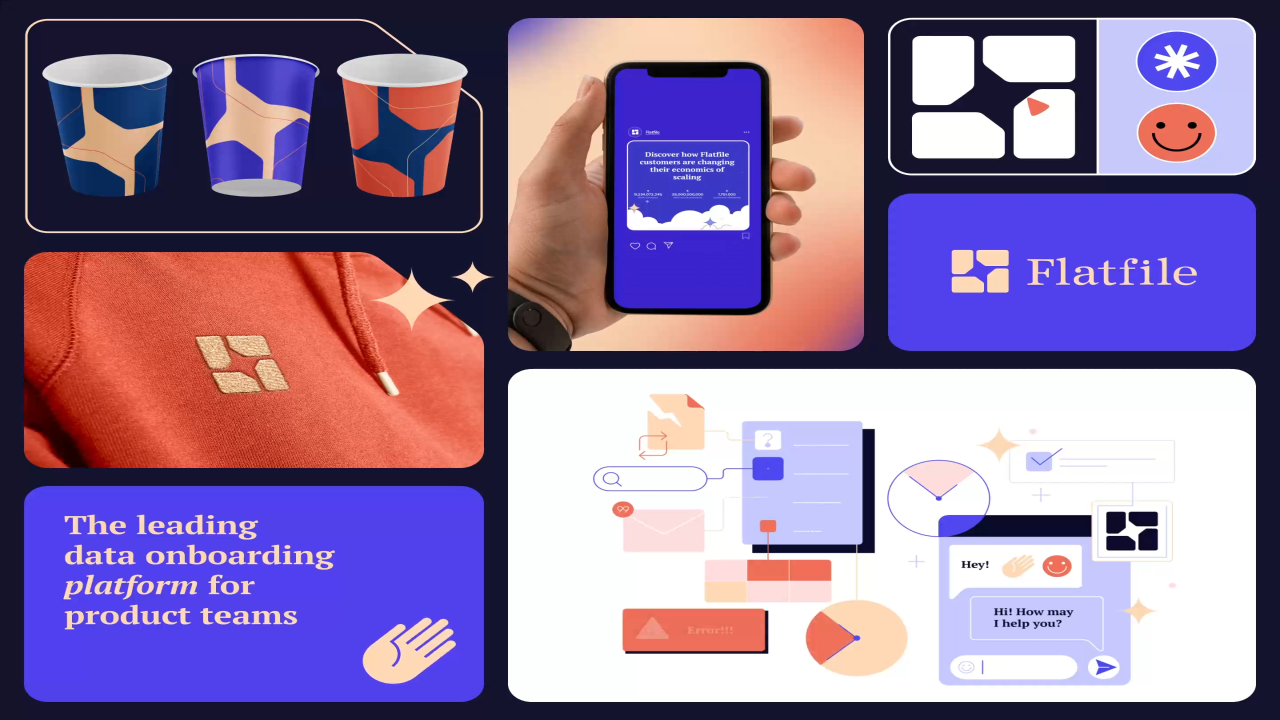 Flatfile
Discover how Flatfile
customers are changing
their economics of
scaling
Flatfile
The leading
data onboarding
platform for
product teams
?
99
Error!!!
Hey!
Hi! How may
I help you?